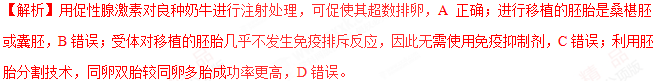 【解析】用促性腺激素对良种奶牛进行注射处理，可促使其超数排卵，A 正确；进行移植的胚胎是桑椹胚
或囊胚，B错误；受体对移植的胚胎几乎不发生免疫排斥反应，因此无需使用免疫抑制剂，C错误；利用胚
胎分割技术，同卵双胎较同卵多胎成功率更高，D错误。